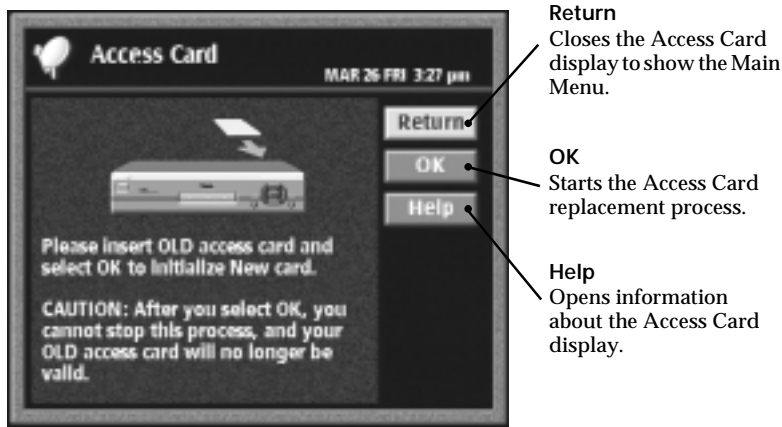 Access Card
MAR 26 FRI 3:27 pm
Return
OK
Help
Please insert OLD access card and
select OK to Initialize New card.
CAUTION: After you select OK, you
cannot stop this process, and your
OLD access card will no longer be
valid.
Return
Closes the Access Card
display to show the Main
Menu.
OK
Starts the Access Card
replacement process.
Help
Opens information
about the Access Card
display.